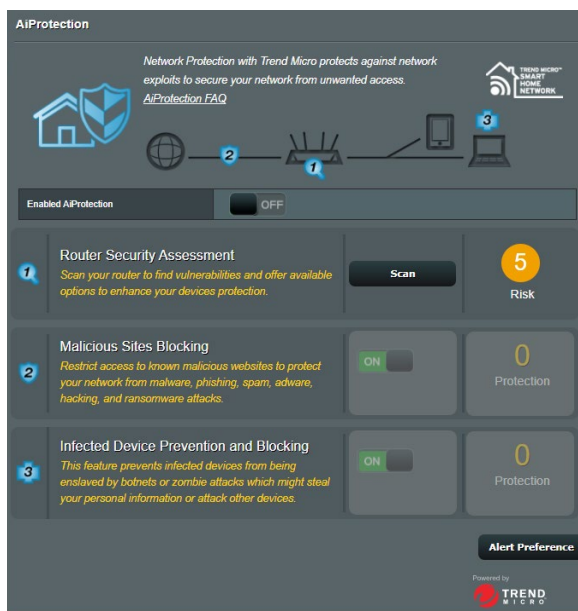 AiProtection
Network Protection with Trend Micro protects against network
exploits to secure your network from unwanted access.
AiProtection FAQ
TREND MICRO™
SMART
HOME
NETWORK
3
2
1
Enabled AiProtection
OFF
1
Router Security Assessment
Scan your router to find vulnerabilities and offer available
options to enhance your devices protection.
Scan
5
Risk
2
Malicious Sites Blocking
Restrict access to known malicious websites to protect
your network from malware, phishing, spam, adware,
hacking, and ransomware attacks.
ON
0
Protection
3
Infected Device Prevention and Blocking
This feature prevents infected devices from being
enslaved by botnets or zombie attacks which might steal
your personal information or attack other devices.
ON
0
Protection
Alert Preference
Powered by
TREND
MICRO